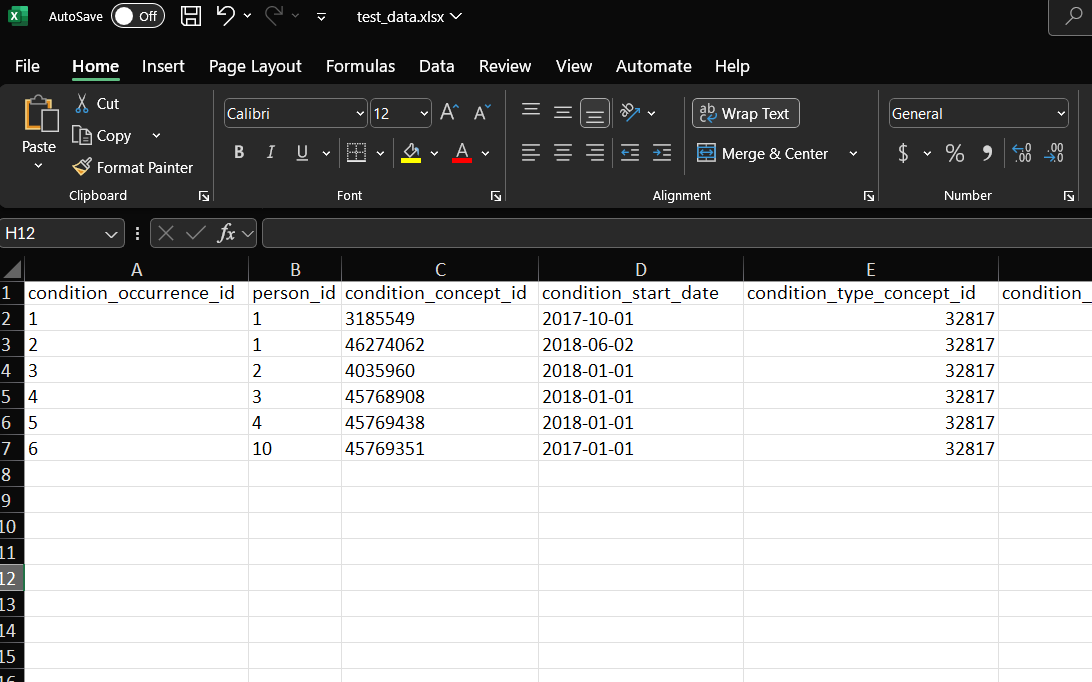 AutoSave Off test_data.xlsx
File Home Insert Page Layout Formulas Data Review View Automate Help
Paste Cut Copy Format Painter
Calibri 12 A A
B I U A
ab Wrap Text
Merge & Center
General
$ % 9 .00 .00
Clipboard Font Alignment Number
H12 fx
A B C D E
1 condition_occurrence_id person_id condition_concept_id condition_start_date condition_type_concept_id condition_
2 1 1 3185549 2017-10-01 32817
3 2 1 46274062 2018-06-02 32817
4 3 2 4035960 2018-01-01 32817
5 4 3 45768908 2018-01-01 32817
6 5 4 45769438 2018-01-01 32817
7 6 10 45769351 2017-01-01 32817
8
9
10
11
12
13
14
15
16